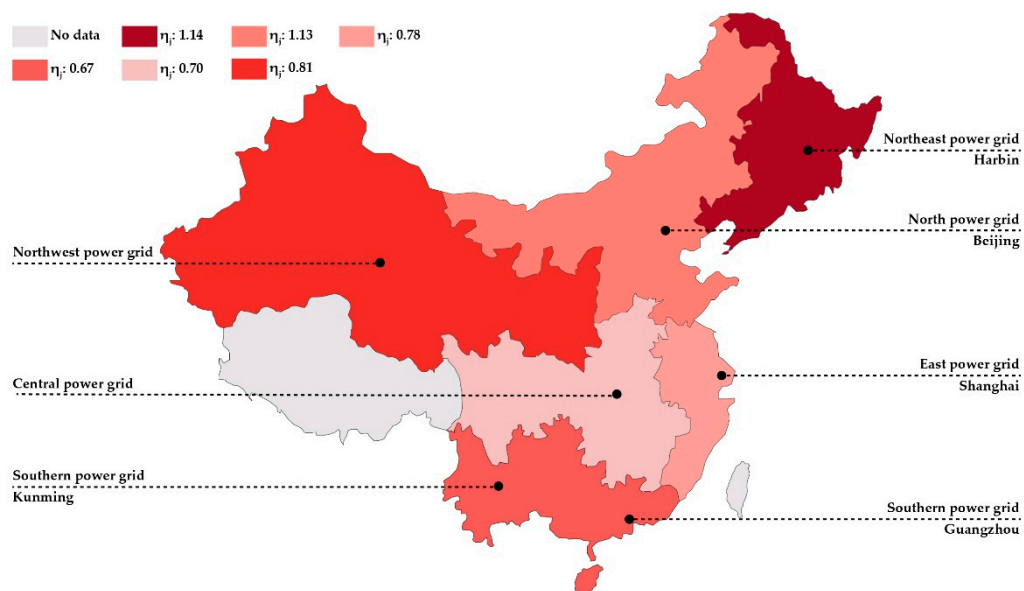 No data
ηj: 1.14
ηj: 1.13
ηj: 0.78
ηj: 0.67
ηj: 0.70
ηj: 0.81
Northeast power grid
Harbin
North power grid
Beijing
Northwest power grid
East power grid
Shanghai
Central power grid
Southern power grid
Kunming
Southern power grid
Guangzhou